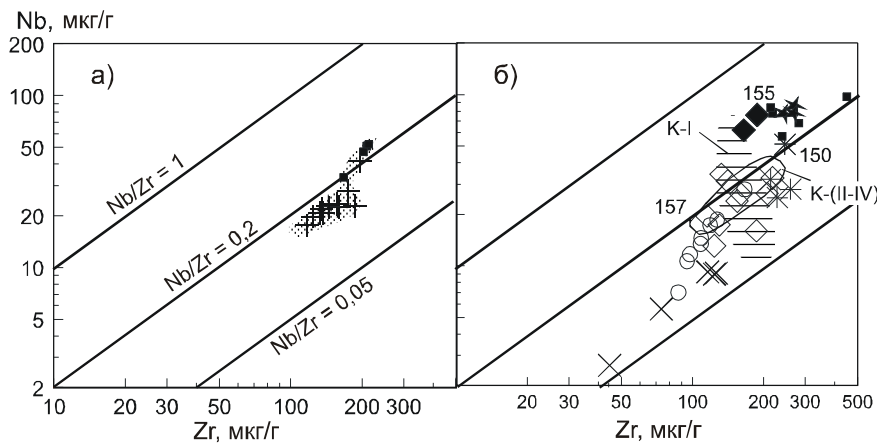 Nb, мкг/г
200
100
50
20
10
5
2
а)
Nb/Zr = 1
Nb/Zr = 0,2
Nb/Zr = 0,05
10 20 30 50 100 200 300
Zr, мкг/г
б)
155
K-I
150
K-(II-IV)
157
20 30 50 100 200 300 500
Zr, мкг/г